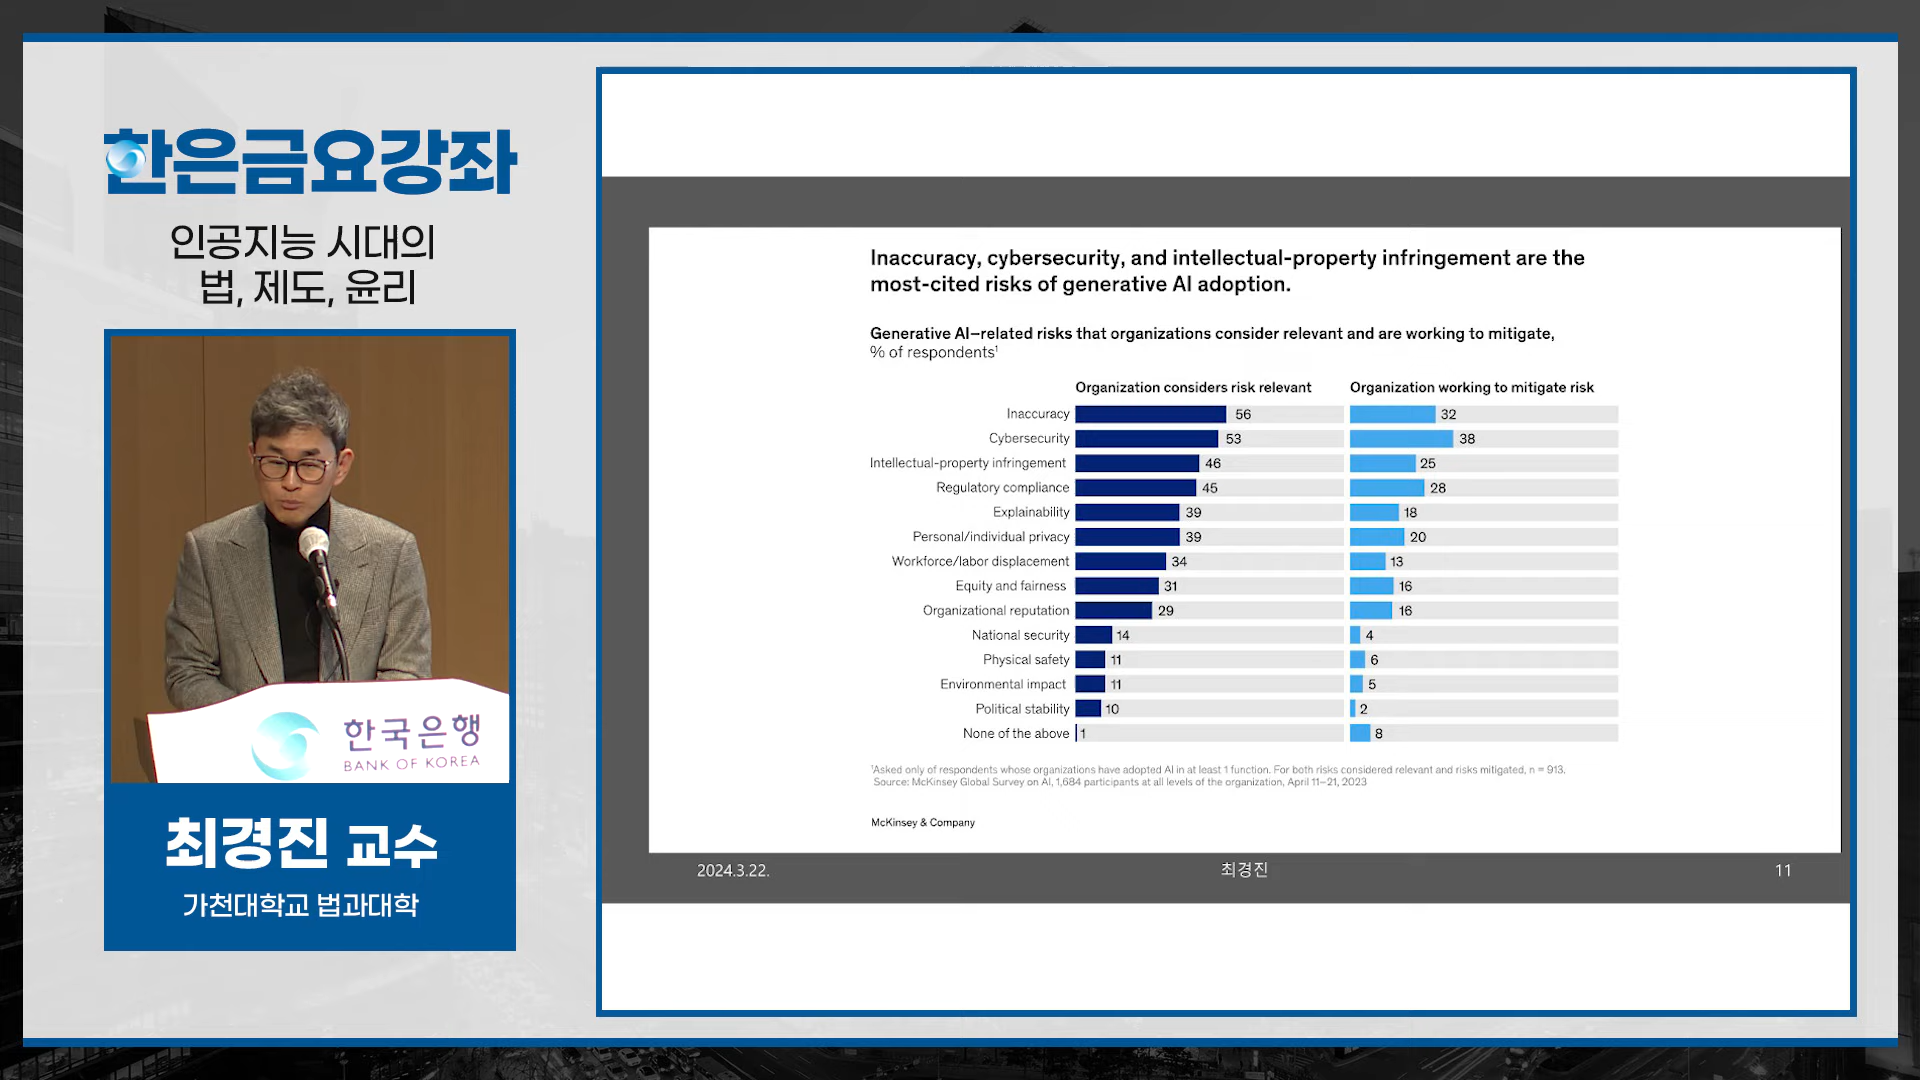 한은금요강좌
인공지능 시대의
법, 제도, 윤리
한국은행
BANK OF KOREA
최경진 교수
가천대학교 법과대학
Inaccuracy, cybersecurity, and intellectual-property infringement are the
most-cited risks of generative AI adoption.
Generative AI–related risks that organizations consider relevant and are working to mitigate,
% of respondents¹
Organization considers risk relevant Organization working to mitigate risk
Inaccuracy 56 32
Cybersecurity 53 38
Intellectual-property infringement 46 25
Regulatory compliance 45 28
Explainability 39 18
Personal/individual privacy 39 20
Workforce/labor displacement 34 13
Equity and fairness 31 16
Organizational reputation 29 16
National security 14 4
Physical safety 11 6
Environmental impact 11 5
Political stability 10 2
None of the above 1 8
¹Asked only of respondents whose organizations have adopted AI in at least 1 function. For both risks considered relevant and risks mitigated, n = 913.
Source: McKinsey Global Survey on AI, 1,684 participants at all levels of the organization, April 11–21, 2023
McKinsey & Company
2024.3.22. 최경진 11